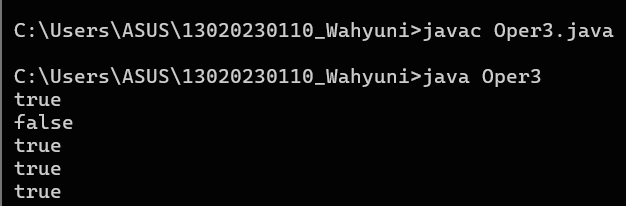 C:\Users\ASUS\13020230110_Wahyuni>javac Oper3.java
C:\Users\ASUS\13020230110_Wahyuni>java Oper3
true
false
true
true
true